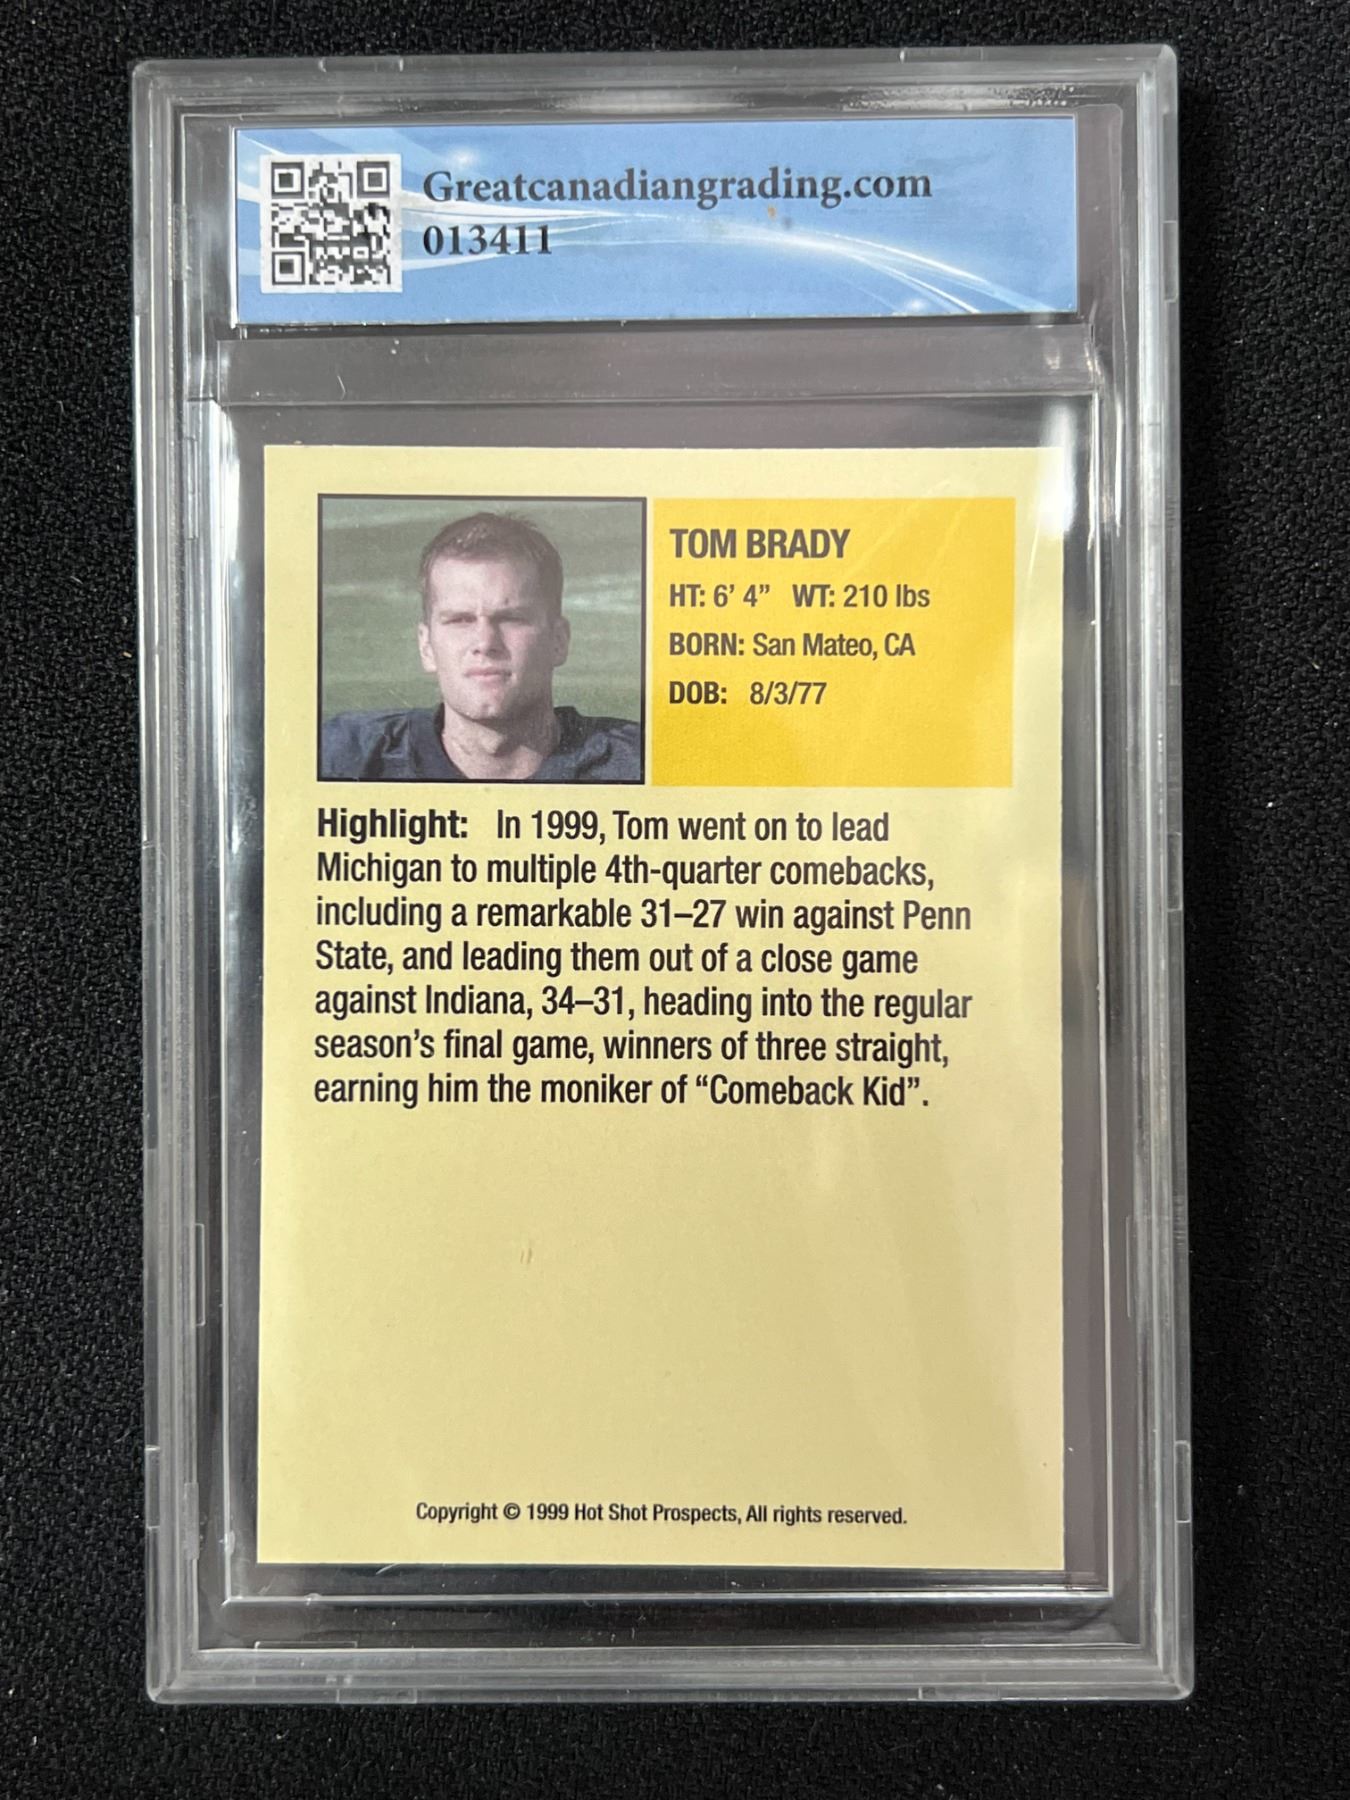 Greatcanadiangrading.com
013411
TOM BRADY
HT: 6’ 4” WT: 210 lbs
BORN: San Mateo, CA
DOB: 8/3/77
Highlight: In 1999, Tom went on to lead
Michigan to multiple 4th-quarter comebacks,
including a remarkable 31–27 win against Penn
State, and leading them out of a close game
against Indiana, 34–31, heading into the regular
season’s final game, winners of three straight,
earning him the moniker of “Comeback Kid”.
Copyright © 1999 Hot Shot Prospects, All rights reserved.